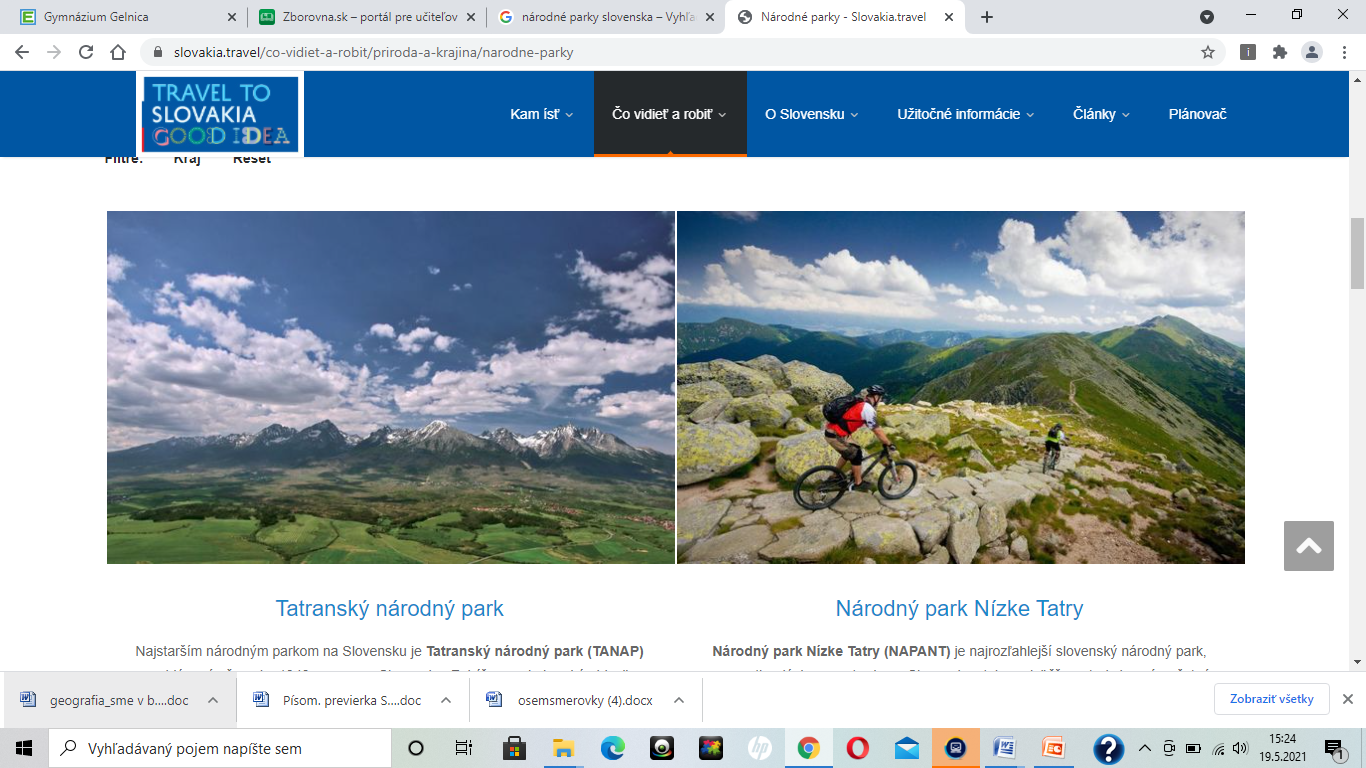 Gymnázium Gelnica
Zborovna.sk – portál pre učiteľov
národné parky slovenska – Vyhľa
Národné parky - Slovakia.travel
slovakia.travel/co-vidiet-a-robit/priroda-a-krajina/narodne-parky
TRAVEL TO
SLOVAKIA
GOOD IDEA
Kam ísť
Čo vidieť a robiť
O Slovensku
Užitočné informácie
Články
Plánovač
Filtre: Kraj Reset
Tatranský národný park
Národný park Nízke Tatry
Najstarším národným parkom na Slovensku je Tatranský národný park (TANAP)
Národný park Nízke Tatry (NAPANT) je najrozľahlejší slovenský národný park,
geografia_sme v b....doc
Písom. previerka S....doc
osemsmerovky (4).docx
Zobraziť všetky
Vyhľadávaný pojem napíšte sem
15:24
19.5.2021
1